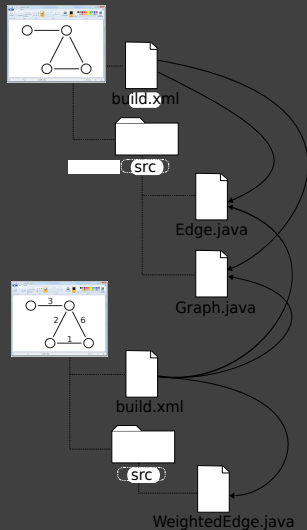 build.xml
src
Edge.java
Graph.java
3
2 6
1
build.xml
src
WeightedEdge.java